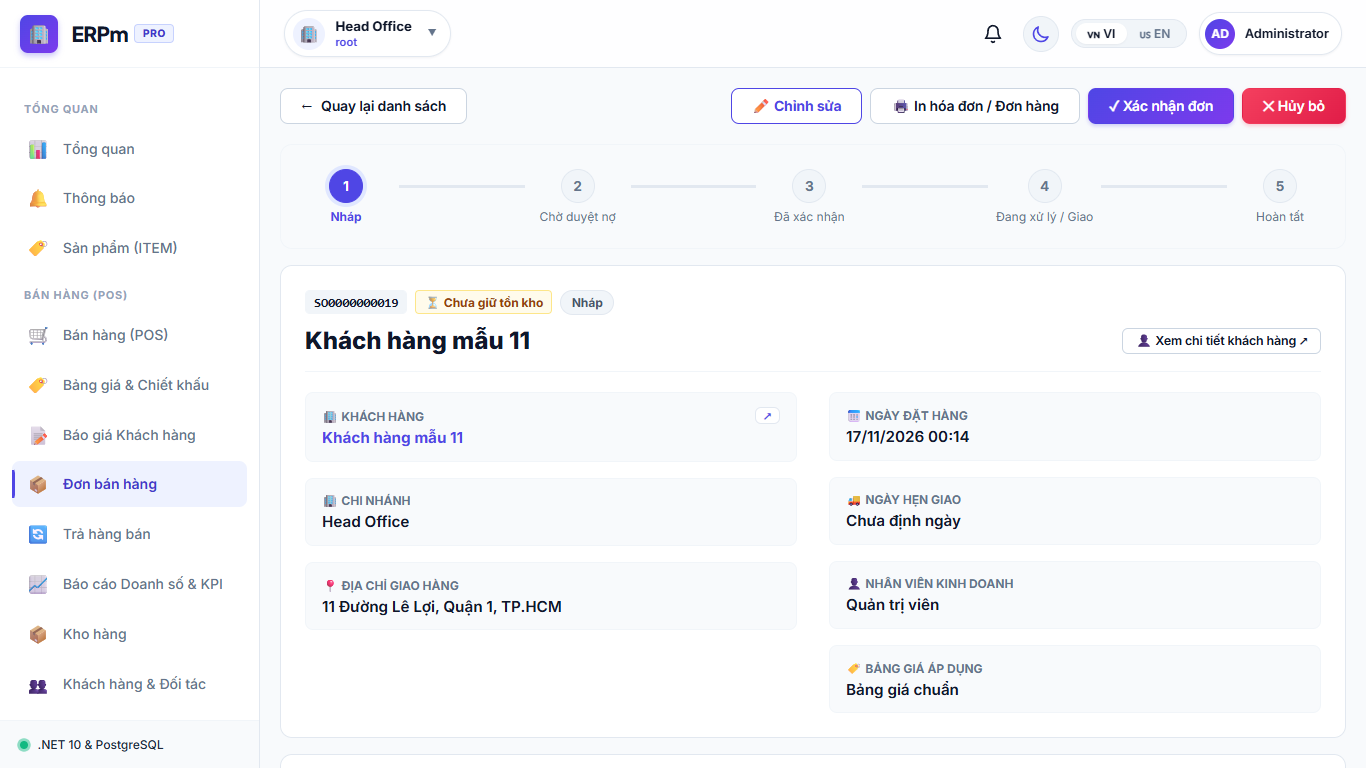 ERPm PRO
Head Office
root
VN VI
US EN
AD
Administrator
TỔNG QUAN
Tổng quan
Thông báo
Sản phẩm (ITEM)
BÁN HÀNG (POS)
Bán hàng (POS)
Bảng giá & Chiết khấu
Báo giá Khách hàng
Đơn bán hàng
Trả hàng bán
Báo cáo Doanh số & KPI
Kho hàng
Khách hàng & Đối tác
.NET 10 & PostgreSQL
← Quay lại danh sách
Chỉnh sửa
In hóa đơn / Đơn hàng
✓ Xác nhận đơn
✕ Hủy bỏ
1
Nháp
2
Chờ duyệt nợ
3
Đã xác nhận
4
Đang xử lý / Giao
5
Hoàn tất
SO0000000019
Chưa giữ tồn kho
Nháp
Khách hàng mẫu 11
Xem chi tiết khách hàng ↗
KHÁCH HÀNG
↗
Khách hàng mẫu 11
CHI NHÁNH
Head Office
ĐỊA CHỈ GIAO HÀNG
11 Đường Lê Lợi, Quận 1, TP.HCM
NGÀY ĐẶT HÀNG
17/11/2026 00:14
NGÀY HẸN GIAO
Chưa định ngày
NHÂN VIÊN KINH DOANH
Quản trị viên
BẢNG GIÁ ÁP DỤNG
Bảng giá chuẩn